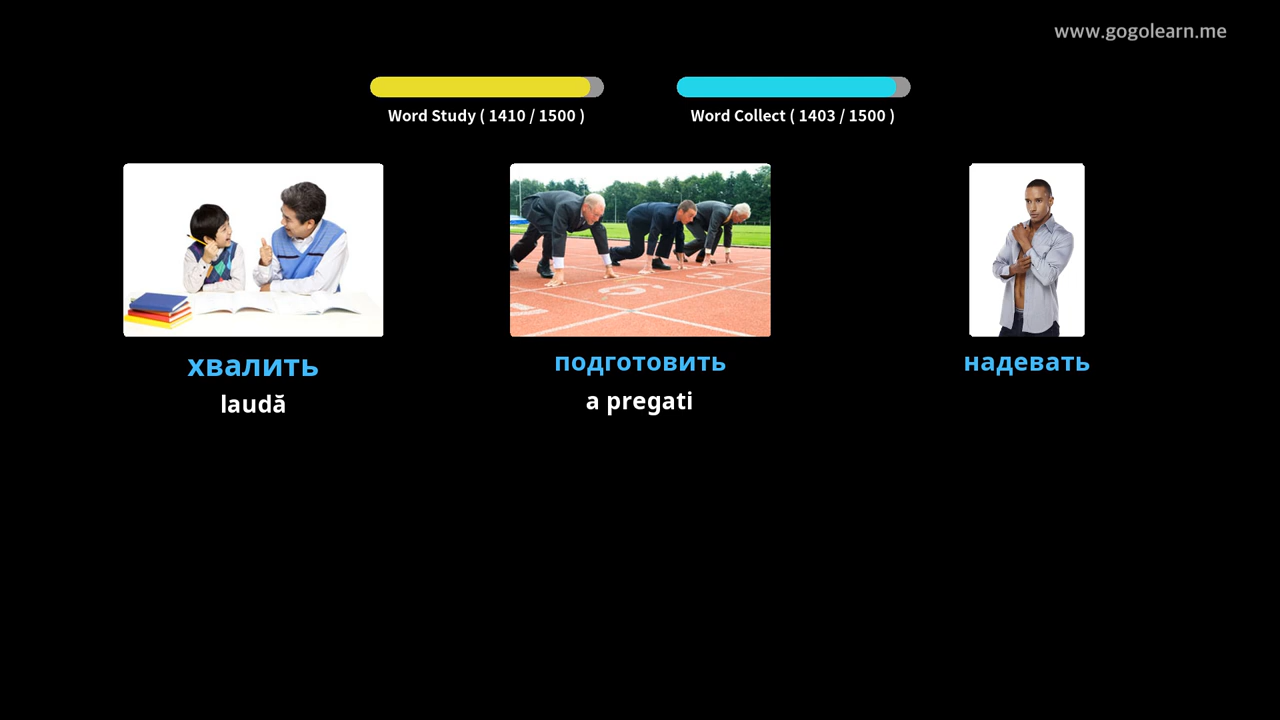 www.gogolearn.me
Word Study ( 1410 / 1500 )
Word Collect ( 1403 / 1500 )
хвалить
laudă
подготовить
a pregati
надевать